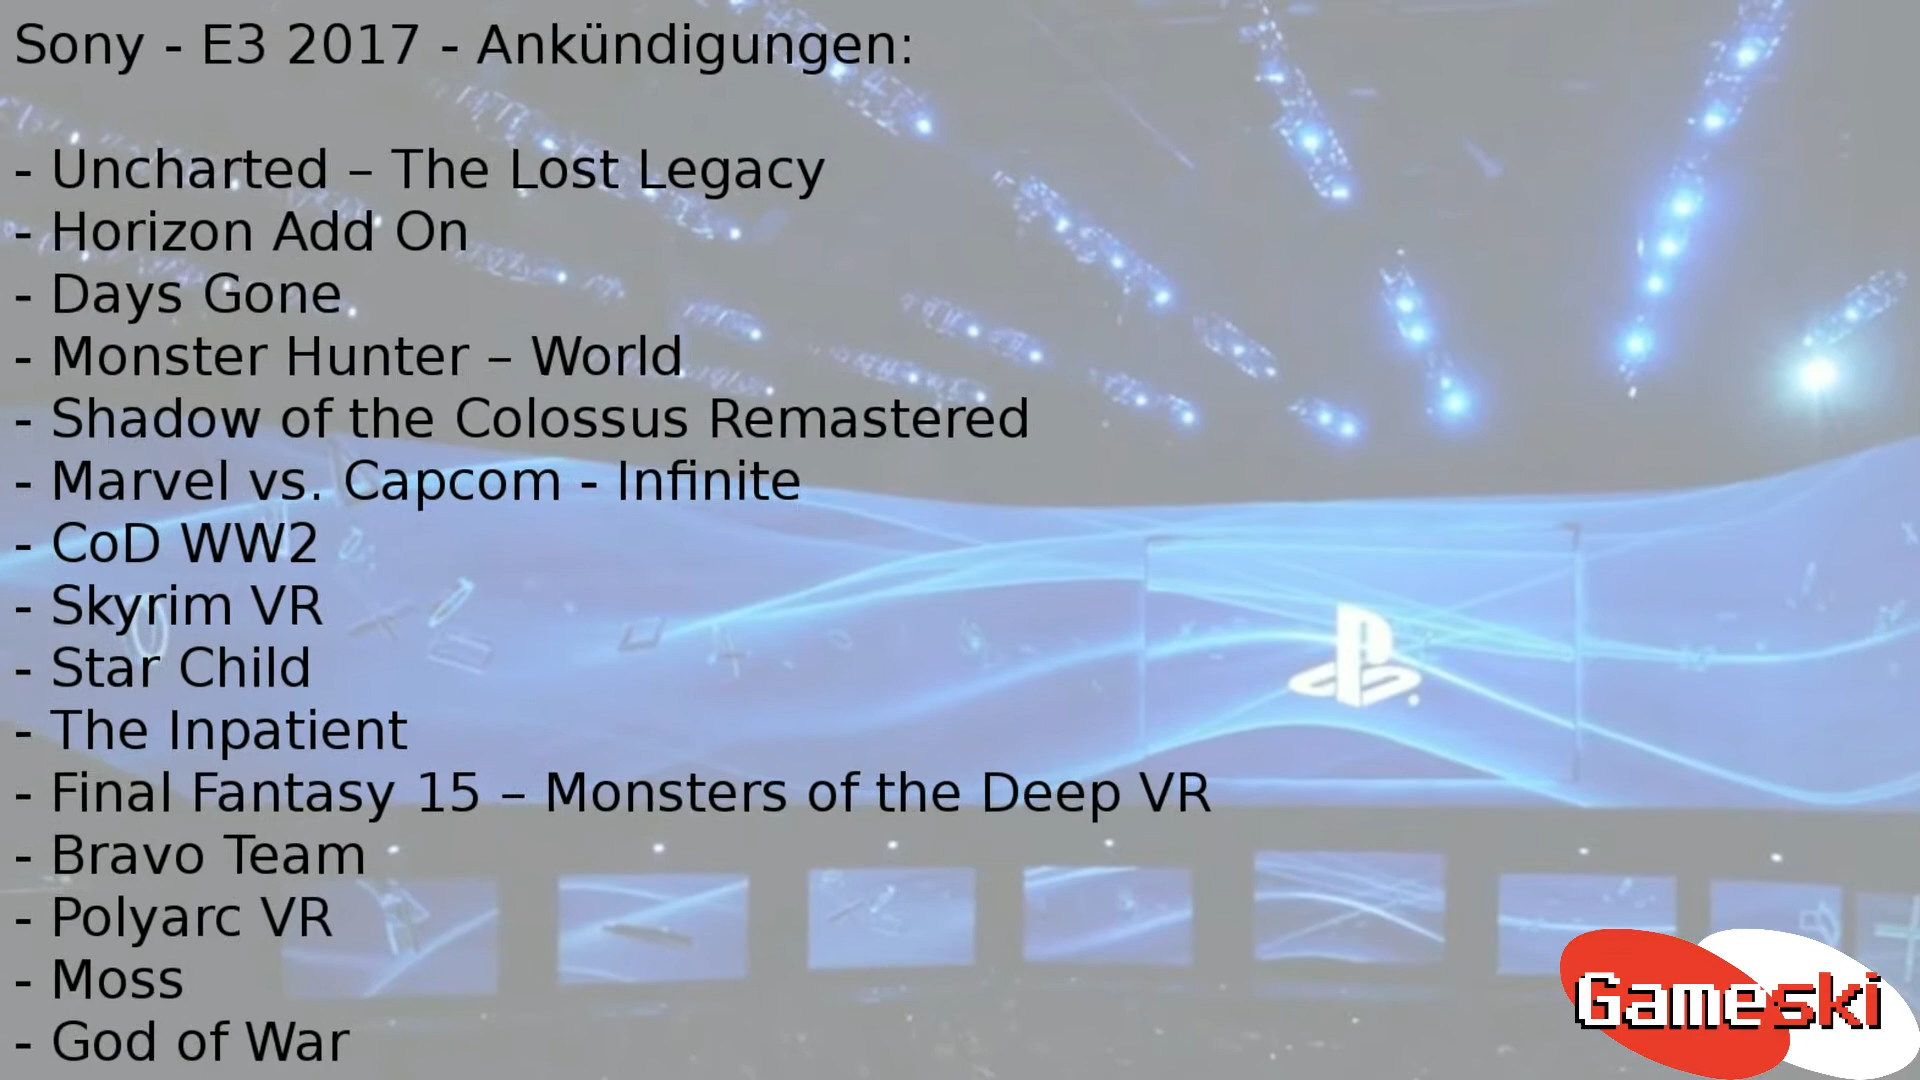 Sony - E3 2017 - Ankündigungen:
- Uncharted – The Lost Legacy
- Horizon Add On
- Days Gone
- Monster Hunter – World
- Shadow of the Colossus Remastered
- Marvel vs. Capcom - Infinite
- CoD WW2
- Skyrim VR
- Star Child
- The Inpatient
- Final Fantasy 15 – Monsters of the Deep VR
- Bravo Team
- Polyarc VR
- Moss
- God of War
Gameski